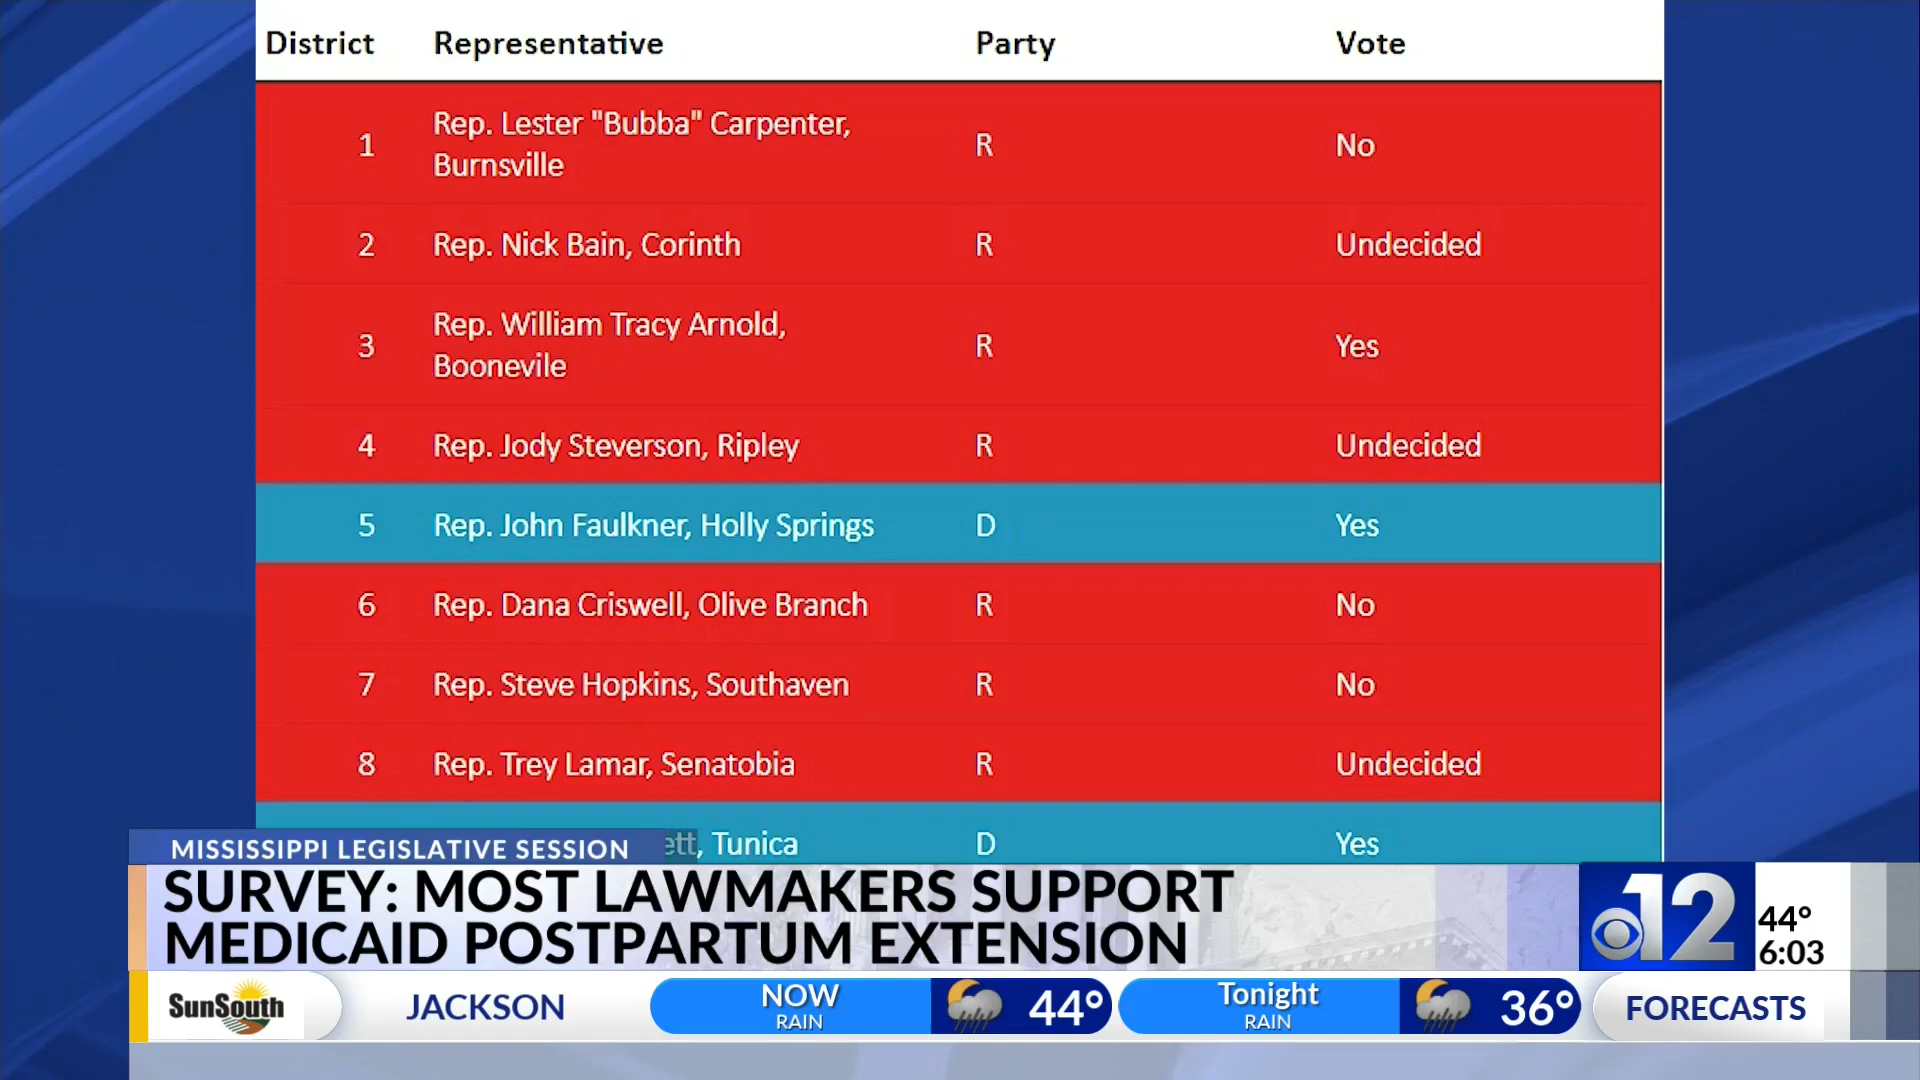 District Representative Party Vote
1 Rep. Lester "Bubba" Carpenter,
Burnsville R No
2 Rep. Nick Bain, Corinth R Undecided
3 Rep. William Tracy Arnold,
Boonevile R Yes
4 Rep. Jody Steverson, Ripley R Undecided
5 Rep. John Faulkner, Holly Springs D Yes
6 Rep. Dana Criswell, Olive Branch R No
7 Rep. Steve Hopkins, Southaven R No
8 Rep. Trey Lamar, Senatobia R Undecided
ett, Tunica D Yes
MISSISSIPPI LEGISLATIVE SESSION
SURVEY: MOST LAWMAKERS SUPPORT
MEDICAID POSTPARTUM EXTENSION
12
44°
6:03
SunSouth
JACKSON
NOW
RAIN
44°
Tonight
RAIN
36°
FORECASTS